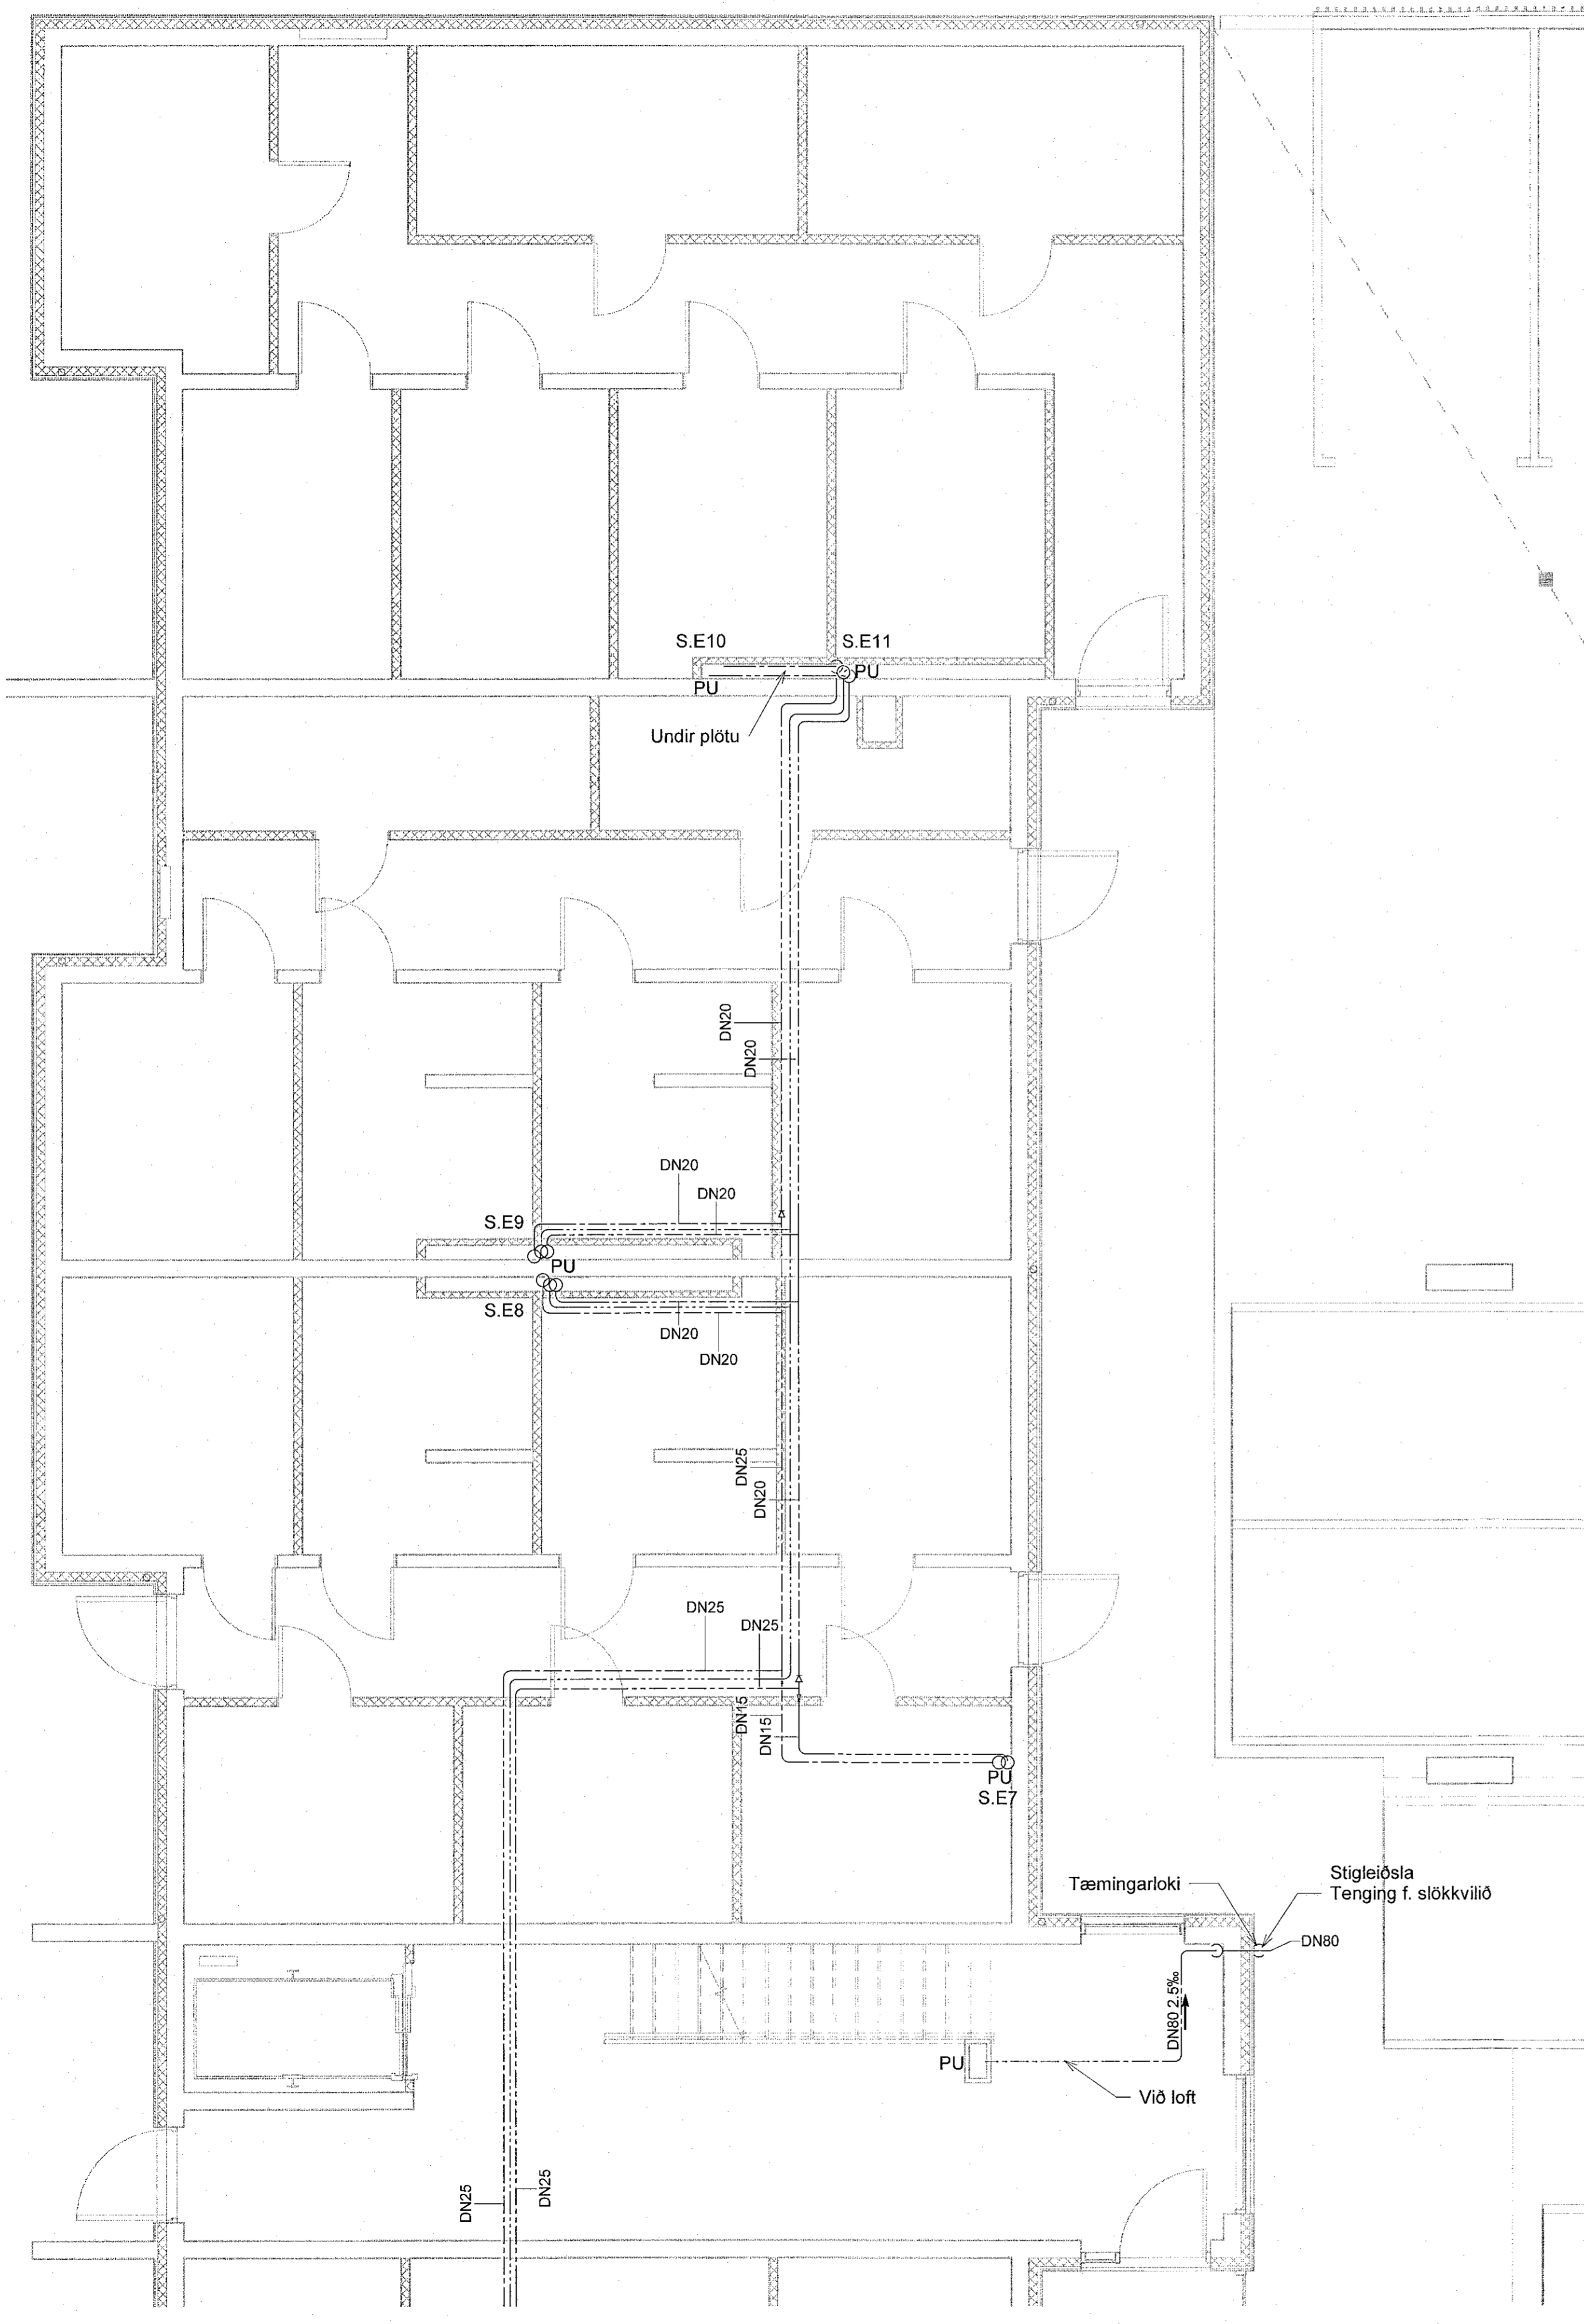 S.E10
S.E11
PU
PU
Undir plötu
DN20
DN20
DN20
DN20
S.E9
PU
S.E8
DN20
DN20
DN25
DN20
DN25
DN25
DN15
DN15
PU
S.E7
Tæmingarloki
Stigleiðsla
Tenging f. slökkvilið
DN80
DN80 2.5‰
PU
Við loft
DN25
DN25